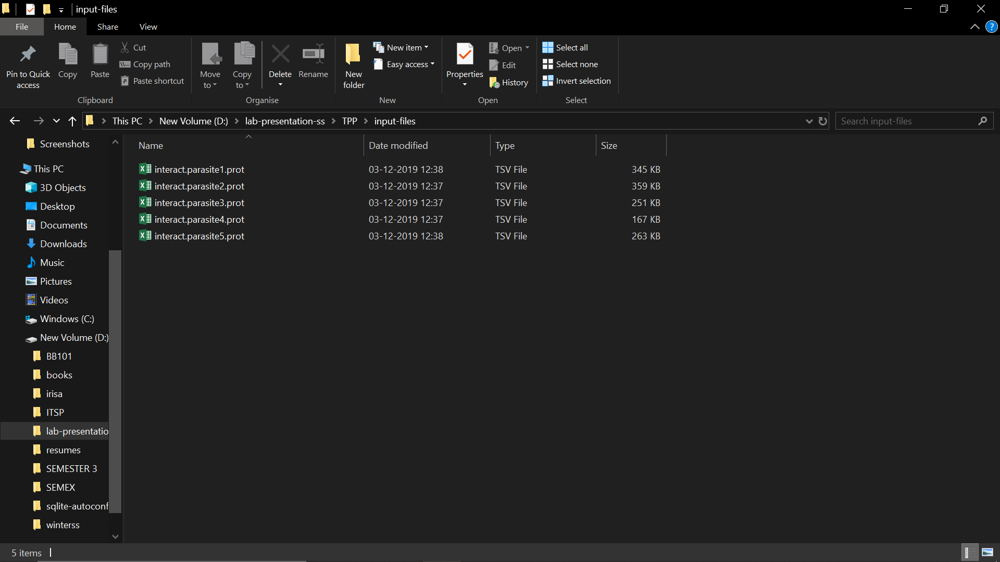 input-files
File Home Share View
Pin to Quick access
Copy
Paste
Cut
Copy path
Paste shortcut
Clipboard
Move to
Copy to
Delete
Rename
Organise
New folder
New item
Easy access
New
Properties
Open
Edit
History
Open
Select all
Select none
Invert selection
Select
This PC New Volume (D:) lab-presentation-ss TPP input-files
Search input-files
Screenshots
This PC
3D Objects
Desktop
Documents
Downloads
Music
Pictures
Videos
Windows (C:)
New Volume (D:)
BB101
books
irisa
ITSP
lab-presentatio
resumes
SEMESTER 3
SEMEX
sqlite-autoconf
winterss
Name Date modified Type Size
interact.parasite1.prot 03-12-2019 12:38 TSV File 345 KB
interact.parasite2.prot 03-12-2019 12:37 TSV File 359 KB
interact.parasite3.prot 03-12-2019 12:37 TSV File 251 KB
interact.parasite4.prot 03-12-2019 12:37 TSV File 167 KB
interact.parasite5.prot 03-12-2019 12:38 TSV File 263 KB
5 items